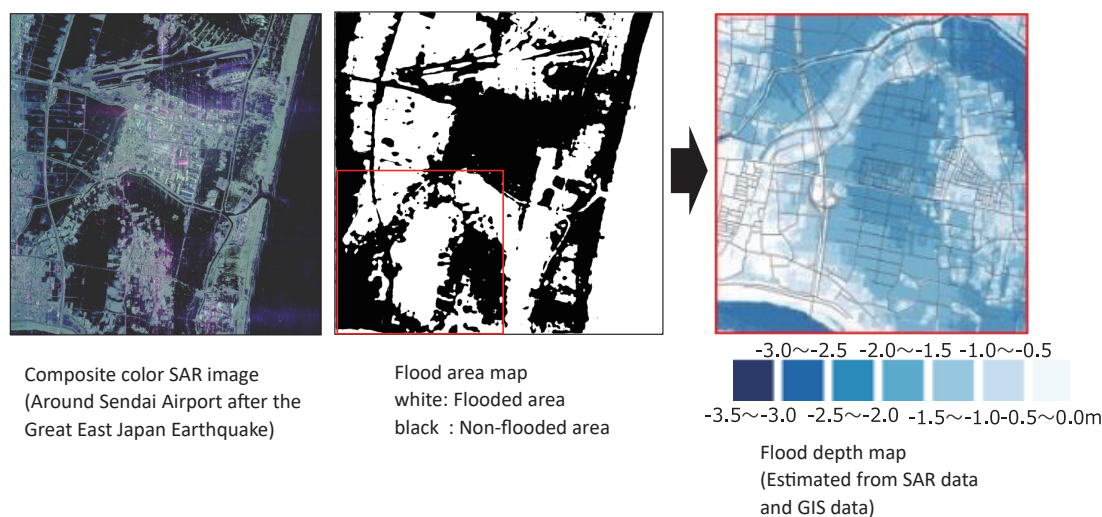 Composite color SAR image
(Around Sendai Airport after the
Great East Japan Earthquake)
Flood area map
white: Flooded area
black : Non-flooded area
-3.0～-2.5 -2.0～-1.5 -1.0～-0.5
-3.5～-3.0 -2.5～-2.0 -1.5～-1.0 -0.5～0.0m
Flood depth map
(Estimated from SAR data
and GIS data)